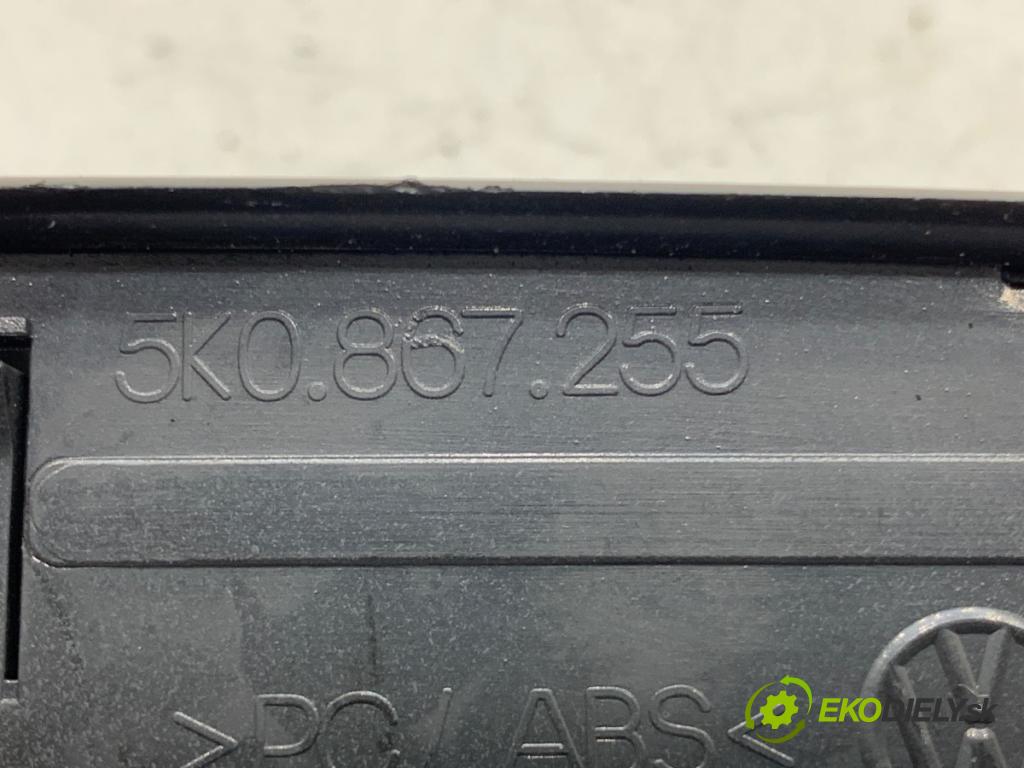 5K0.867.255
>PC/ABS<
EKODIELY.sk